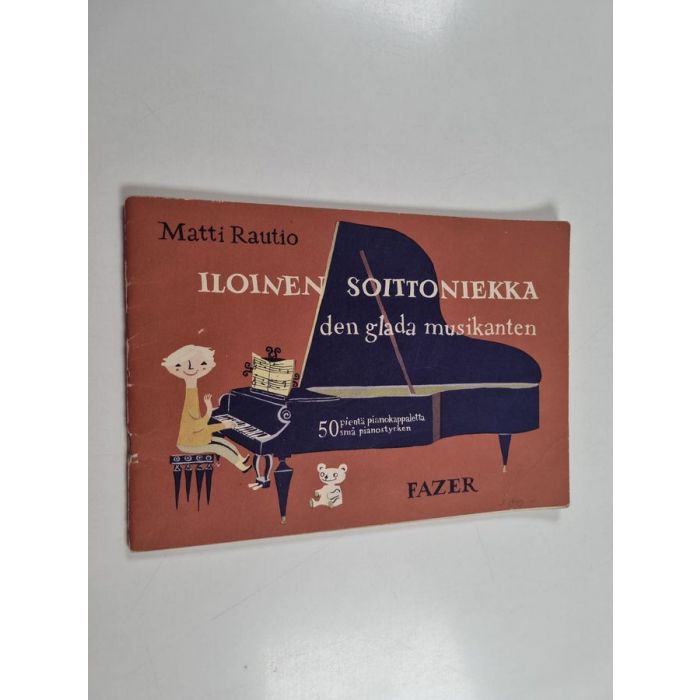 Matti Rautio
ILOINEN SOITTONIEKKA
den glada musikanten
50 pientä pianokappaletta
små pianostycken
FAZER